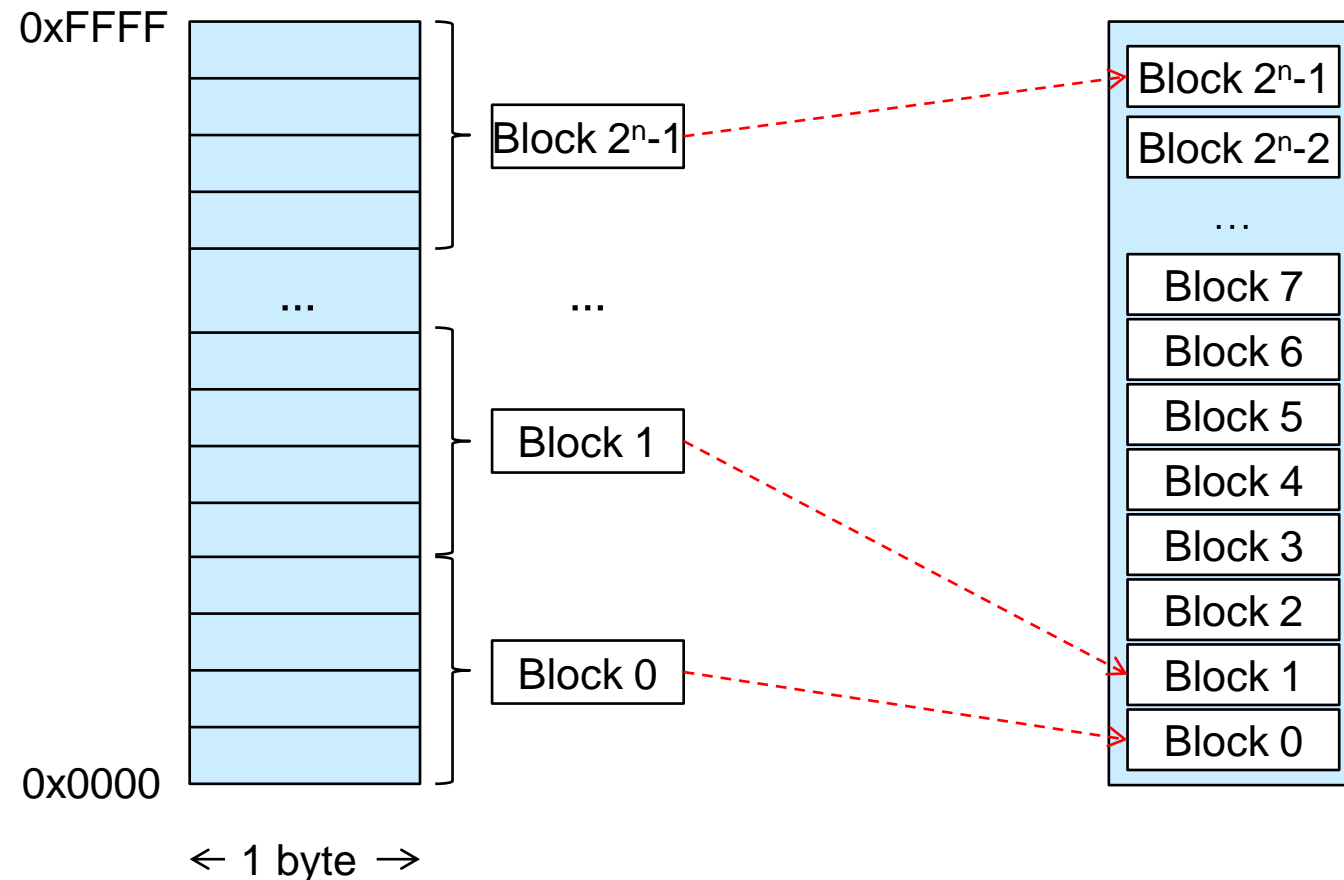 0xFFFF
Block 2ⁿ-1
...
...
Block 1
Block 0
0x0000
← 1 byte →
Block 2ⁿ-1
Block 2ⁿ-2
...
Block 7
Block 6
Block 5
Block 4
Block 3
Block 2
Block 1
Block 0